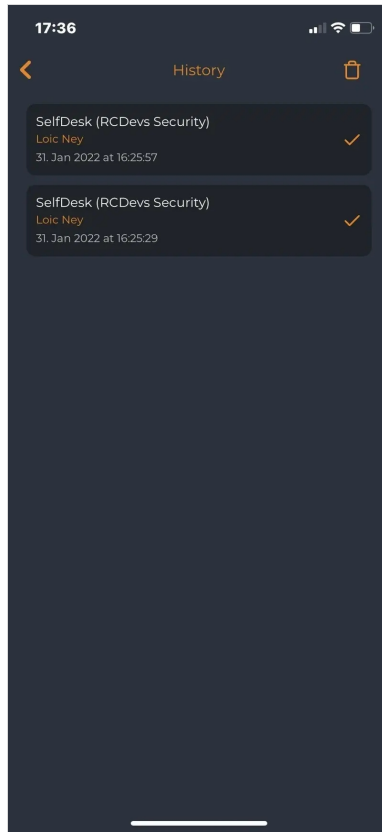 17:36
History
SelfDesk (RCDevs Security)
Loic Ney
31. Jan 2022 at 16:25:57
SelfDesk (RCDevs Security)
Loic Ney
31. Jan 2022 at 16:25:29